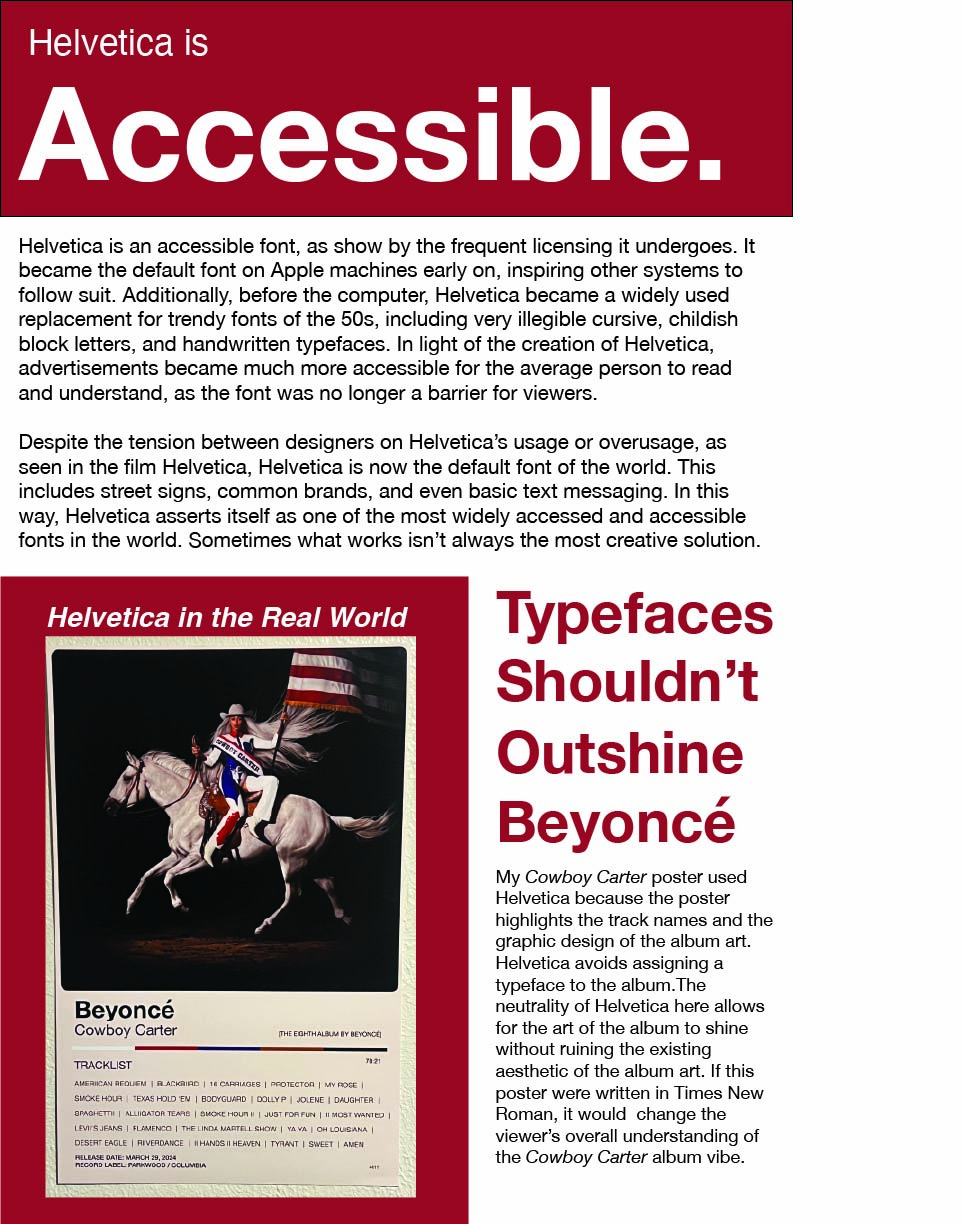 Helvetica is
Accessible.
Helvetica is an accessible font, as show by the frequent licensing it undergoes. It
became the default font on Apple machines early on, inspiring other systems to
follow suit. Additionally, before the computer, Helvetica became a widely used
replacement for trendy fonts of the 50s, including very illegible cursive, childish
block letters, and handwritten typefaces. In light of the creation of Helvetica,
advertisements became much more accessible for the average person to read
and understand, as the font was no longer a barrier for viewers.
Despite the tension between designers on Helvetica’s usage or overusage, as
seen in the film Helvetica, Helvetica is now the default font of the world. This
includes street signs, common brands, and even basic text messaging. In this
way, Helvetica asserts itself as one of the most widely accessed and accessible
fonts in the world. Sometimes what works isn’t always the most creative solution.
Helvetica in the Real World
COWBOY CARTER
Beyoncé
Cowboy Carter
[THE EIGHTH ALBUM BY BEYONCÉ]
78:21
TRACKLIST
AMERIICAN REQUIEM | BLACKBIIRD | 16 CARRIAGES | PROTECTOR | MY ROSE |
SMOKE HOUR | TEXAS HOLD 'EM | BODYGUARD | DOLLY P | JOLENE | DAUGHTER |
SPAGHETTII | ALLIIGATOR TEARS | SMOKE HOUR II | JUST FOR FUN | II MOST WANTED |
LEVII'S JEANS | FLAMENCO | THE LINDA MARTELL SHOW | YA YA | OH LOUISIANA |
DESERT EAGLE | RIIVERDANCE | II HANDS II HEAVEN | TYRANT | SWEET | AMEN
RELEASE DATE: MARCH 29, 2024
RECORD LABEL: PARKWOOD / COLUMBIA
Typefaces
Shouldn’t
Outshine
Beyoncé
My Cowboy Carter poster used
Helvetica because the poster
highlights the track names and the
graphic design of the album art.
Helvetica avoids assigning a
typeface to the album.The
neutrality of Helvetica here allows
for the art of the album to shine
without ruining the existing
aesthetic of the album art. If this
poster were written in Times New
Roman, it would  change the
viewer’s overall understanding of
the Cowboy Carter album vibe.